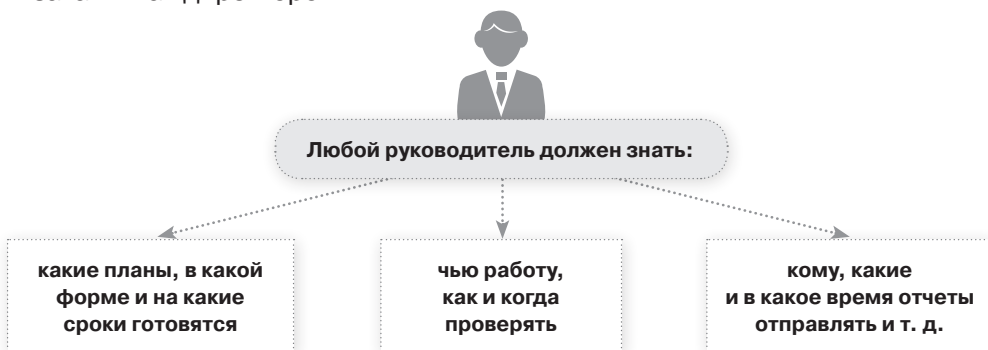 Любой руководитель должен знать:
какие планы, в какой
форме и на какие
сроки готовятся
чью работу,
как и когда
проверять
кому, какие
и в какое время отчеты
отправлять и т. д.